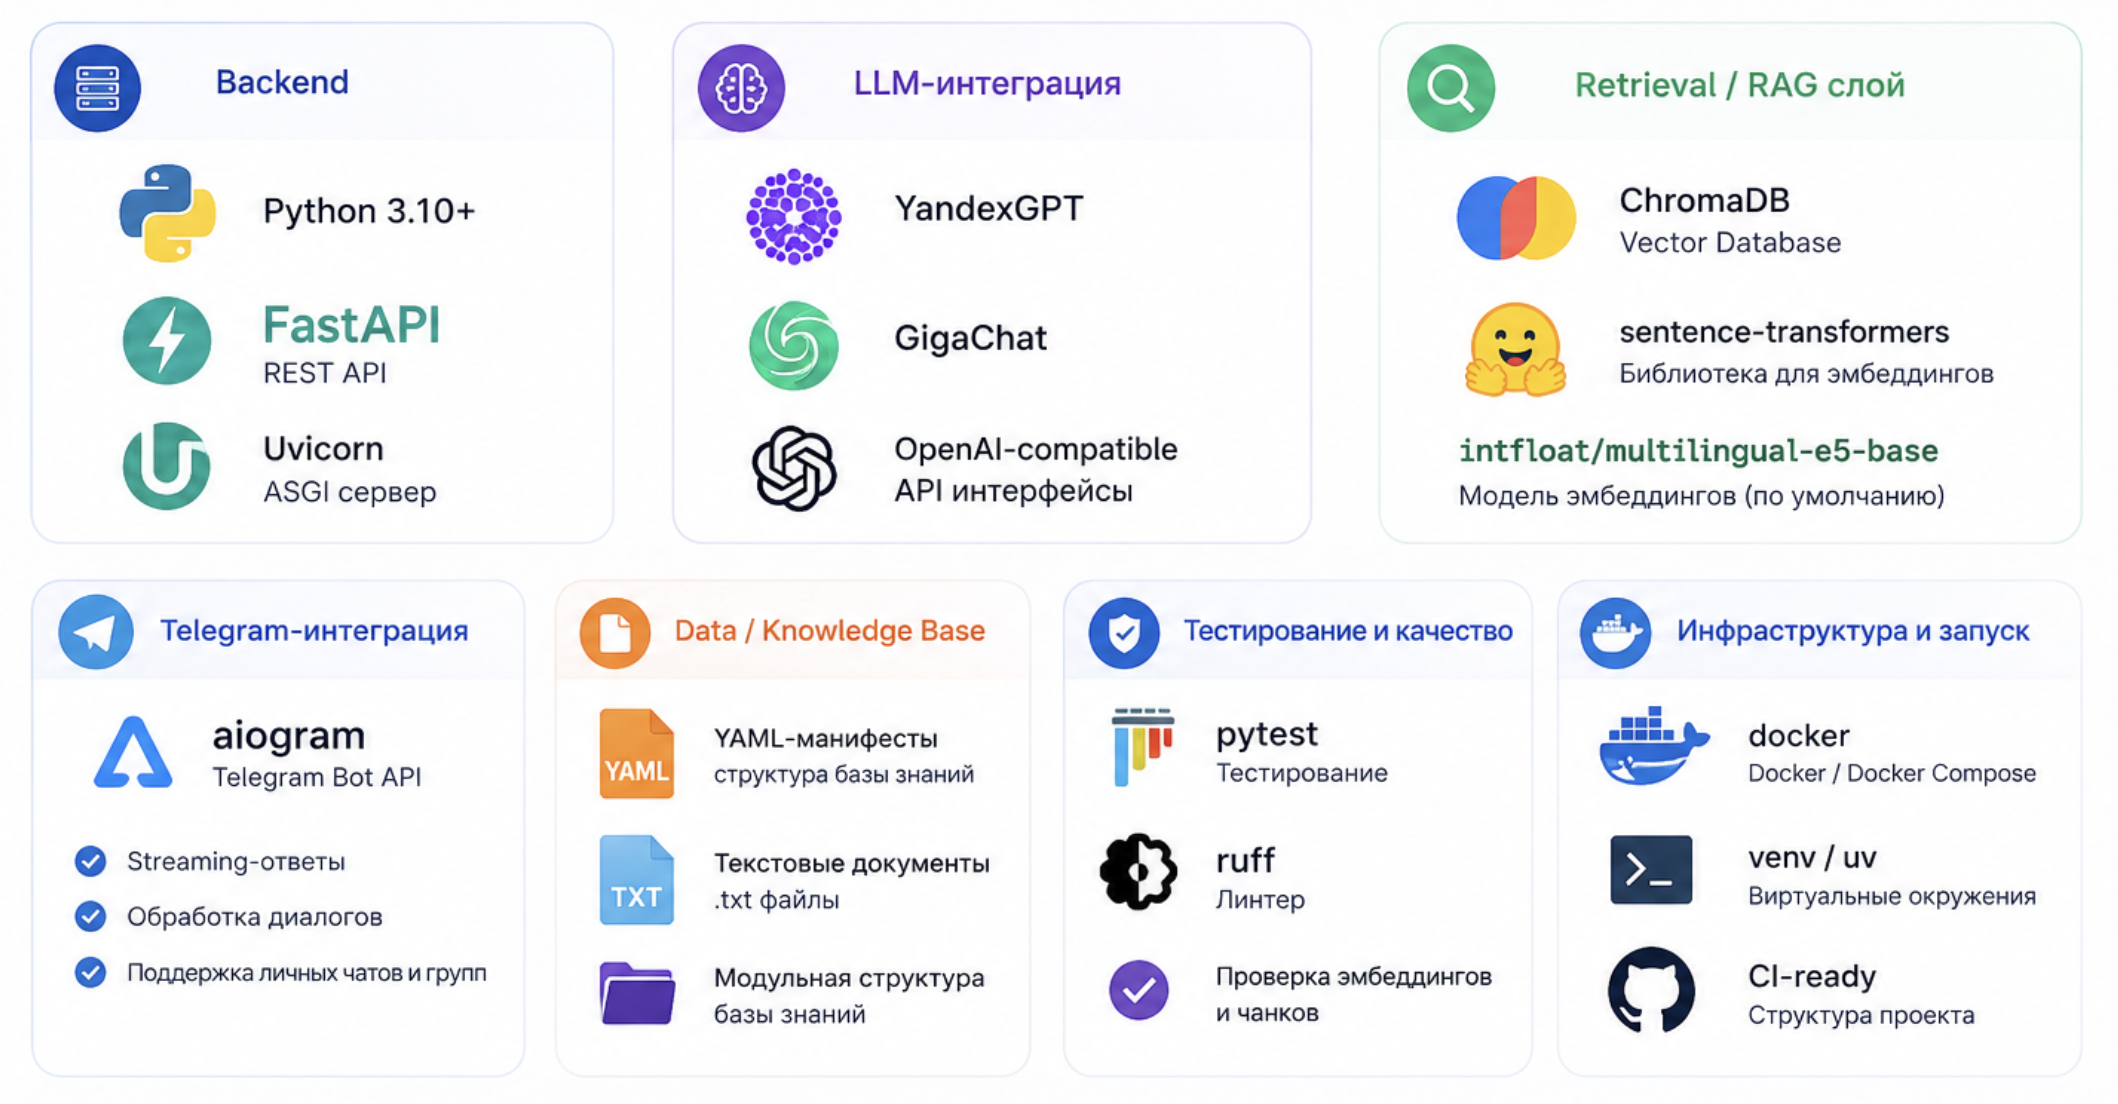 Backend
Python 3.10+
FastAPI
REST API
Uvicorn
ASGI сервер
LLM-интеграция
YandexGPT
GigaChat
OpenAI-compatible
API интерфейсы
Retrieval / RAG слой
ChromaDB
Vector Database
sentence-transformers
Библиотека для эмбеддингов
intfloat/multilingual-e5-base
Модель эмбеддингов (по умолчанию)
Telegram-интеграция
aiogram
Telegram Bot API
Streaming-ответы
Обработка диалогов
Поддержка личных чатов и групп
Data / Knowledge Base
YAML
YAML-манифесты
структура базы знаний
TXT
Текстовые документы
.txt файлы
Модульная структура
базы знаний
Тестирование и качество
pytest
Тестирование
ruff
Линтер
Проверка эмбеддингов
и чанков
Инфраструктура и запуск
docker
Docker / Docker Compose
venv / uv
Виртуальные окружения
CI-ready
Структура проекта